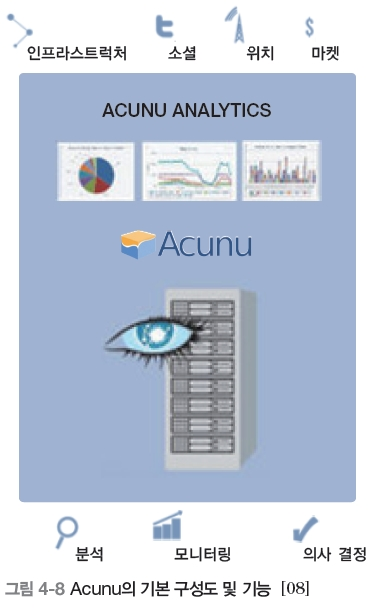 인프라스트럭처 소셜 위치 마켓
ACUNU ANALYTICS
Acunu
분석 모니터링 의사 결정
그림 4-8 Acunu의 기본 구성도 및 기능 [08]